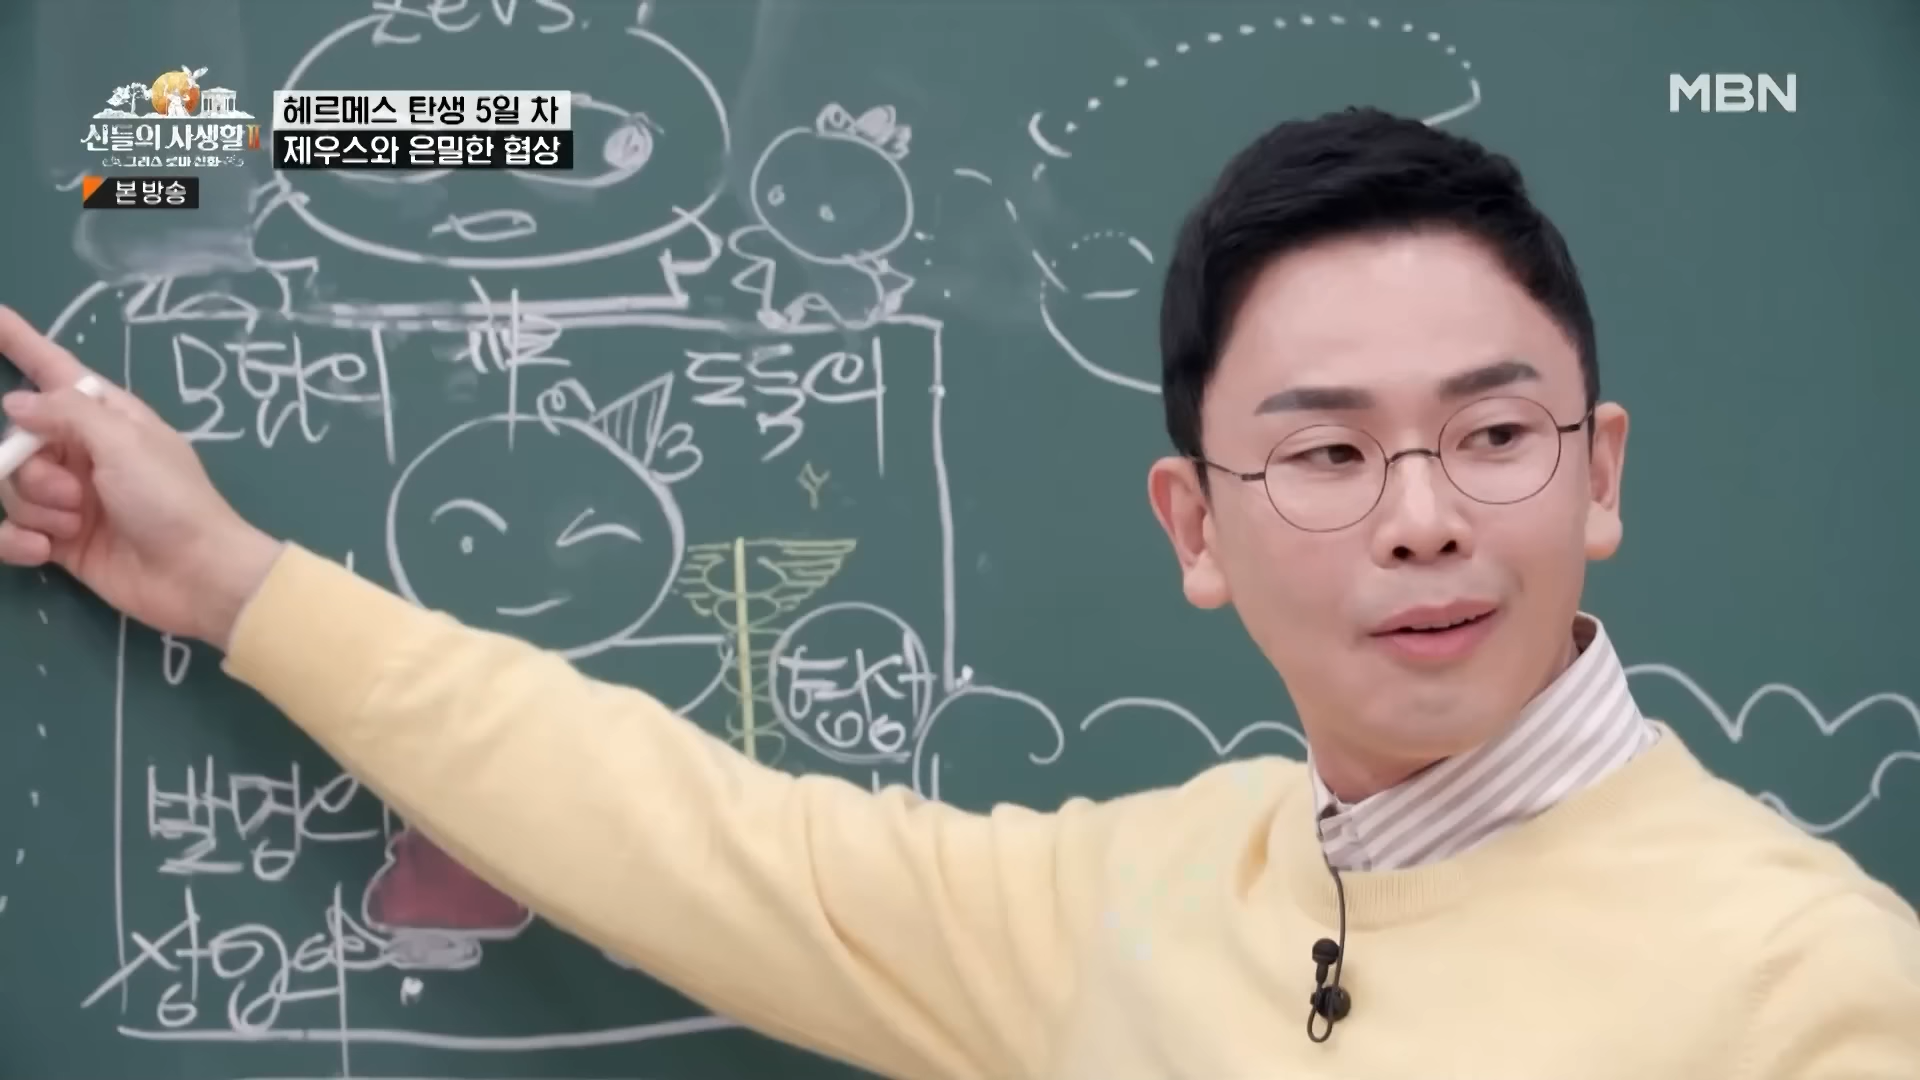 zevs.
MBN
신들의 사생활 II
그리스 로마 신화
헤르메스 탄생 5일 차
제우스와 은밀한 협상
본 방송
모험의
도둑의
발명의
상업의